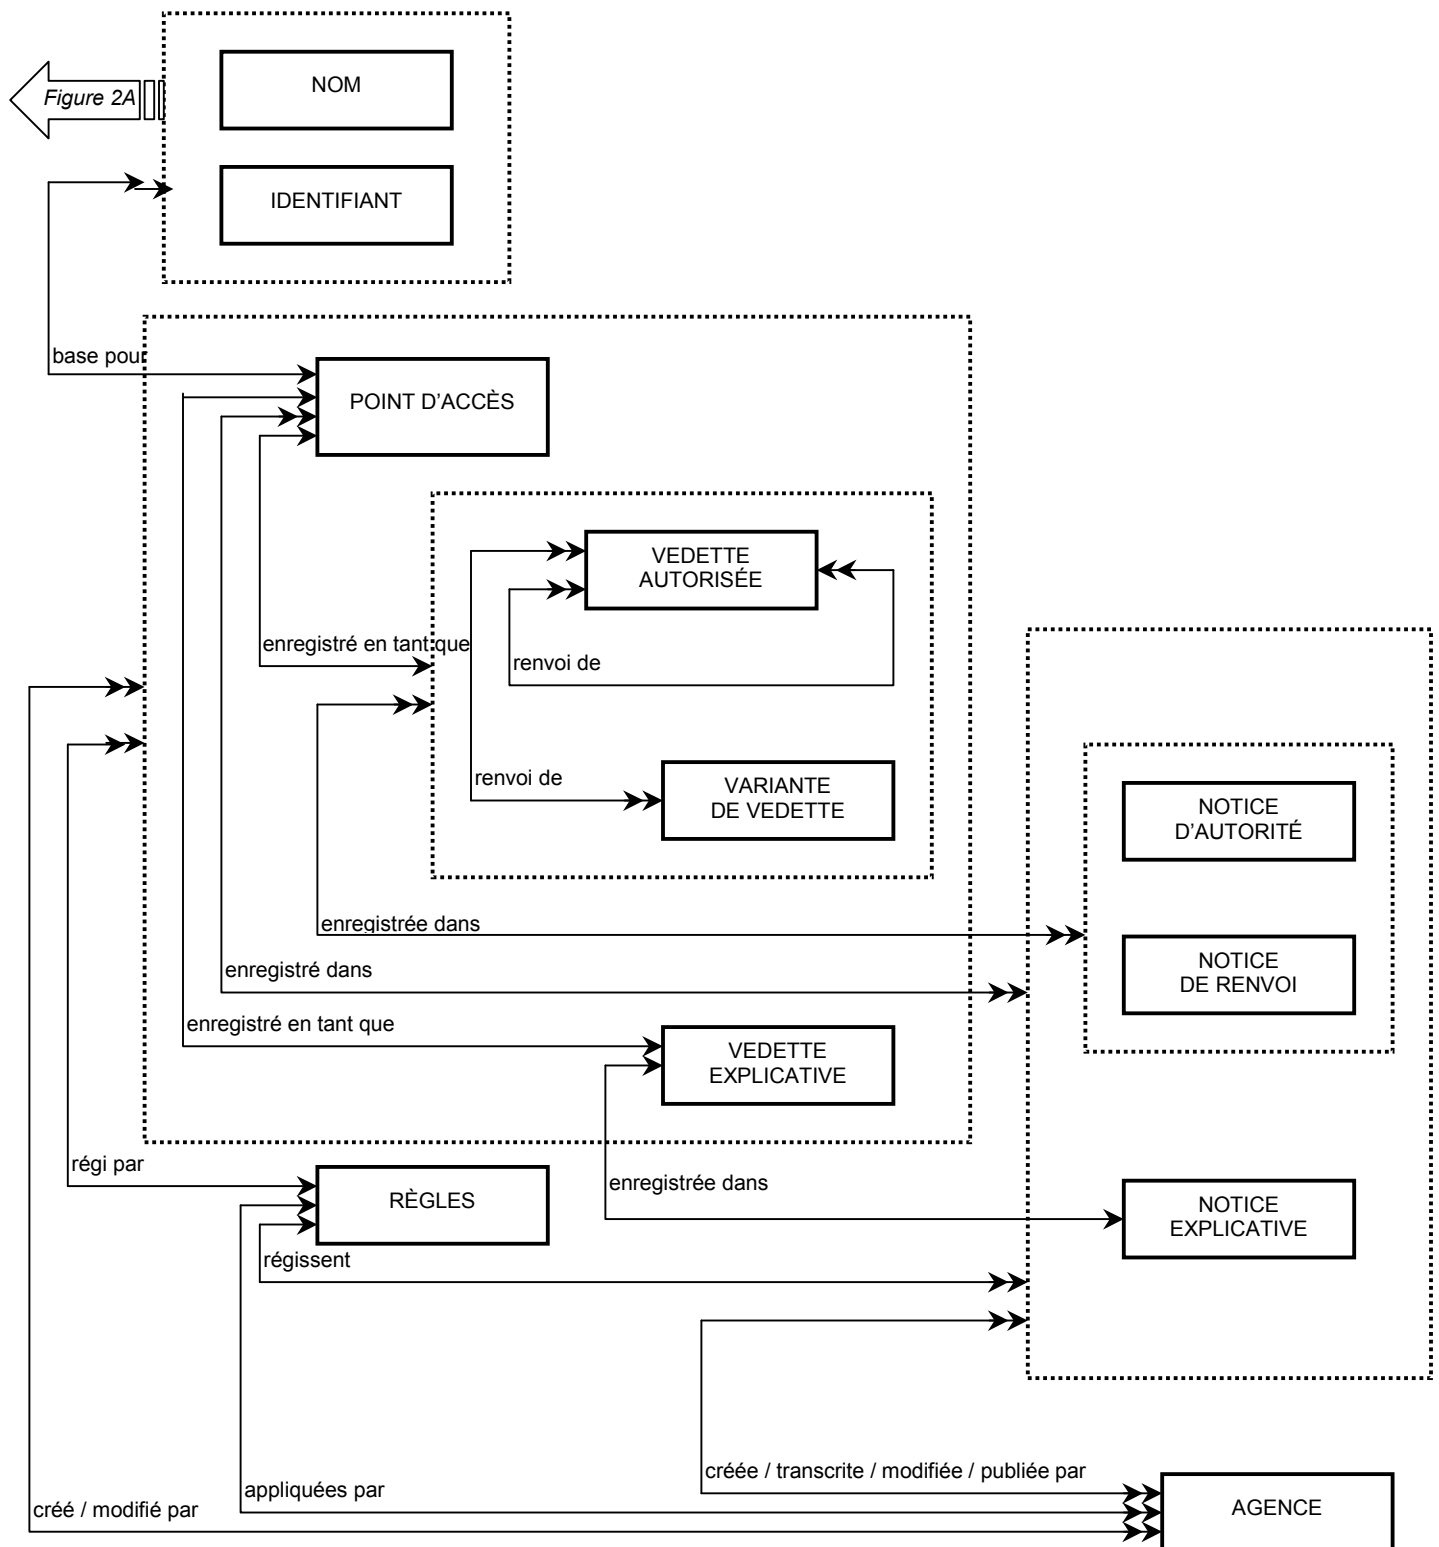 NOM
Figure 2A
IDENTIFIANT
base pour
POINT D’ACCÈS
VEDETTE
AUTORISÉE
enregistré en tant que
renvoi de
renvoi de
VARIANTE
DE VEDETTE
NOTICE
D’AUTORITÉ
enregistrée dans
NOTICE
DE RENVOI
enregistré dans
enregistré en tant que
VEDETTE
EXPLICATIVE
régi par
RÈGLES
enregistrée dans
NOTICE
EXPLICATIVE
régissent
créée / transcrite / modifiée / publiée par
appliquées par
créé / modifié par
AGENCE